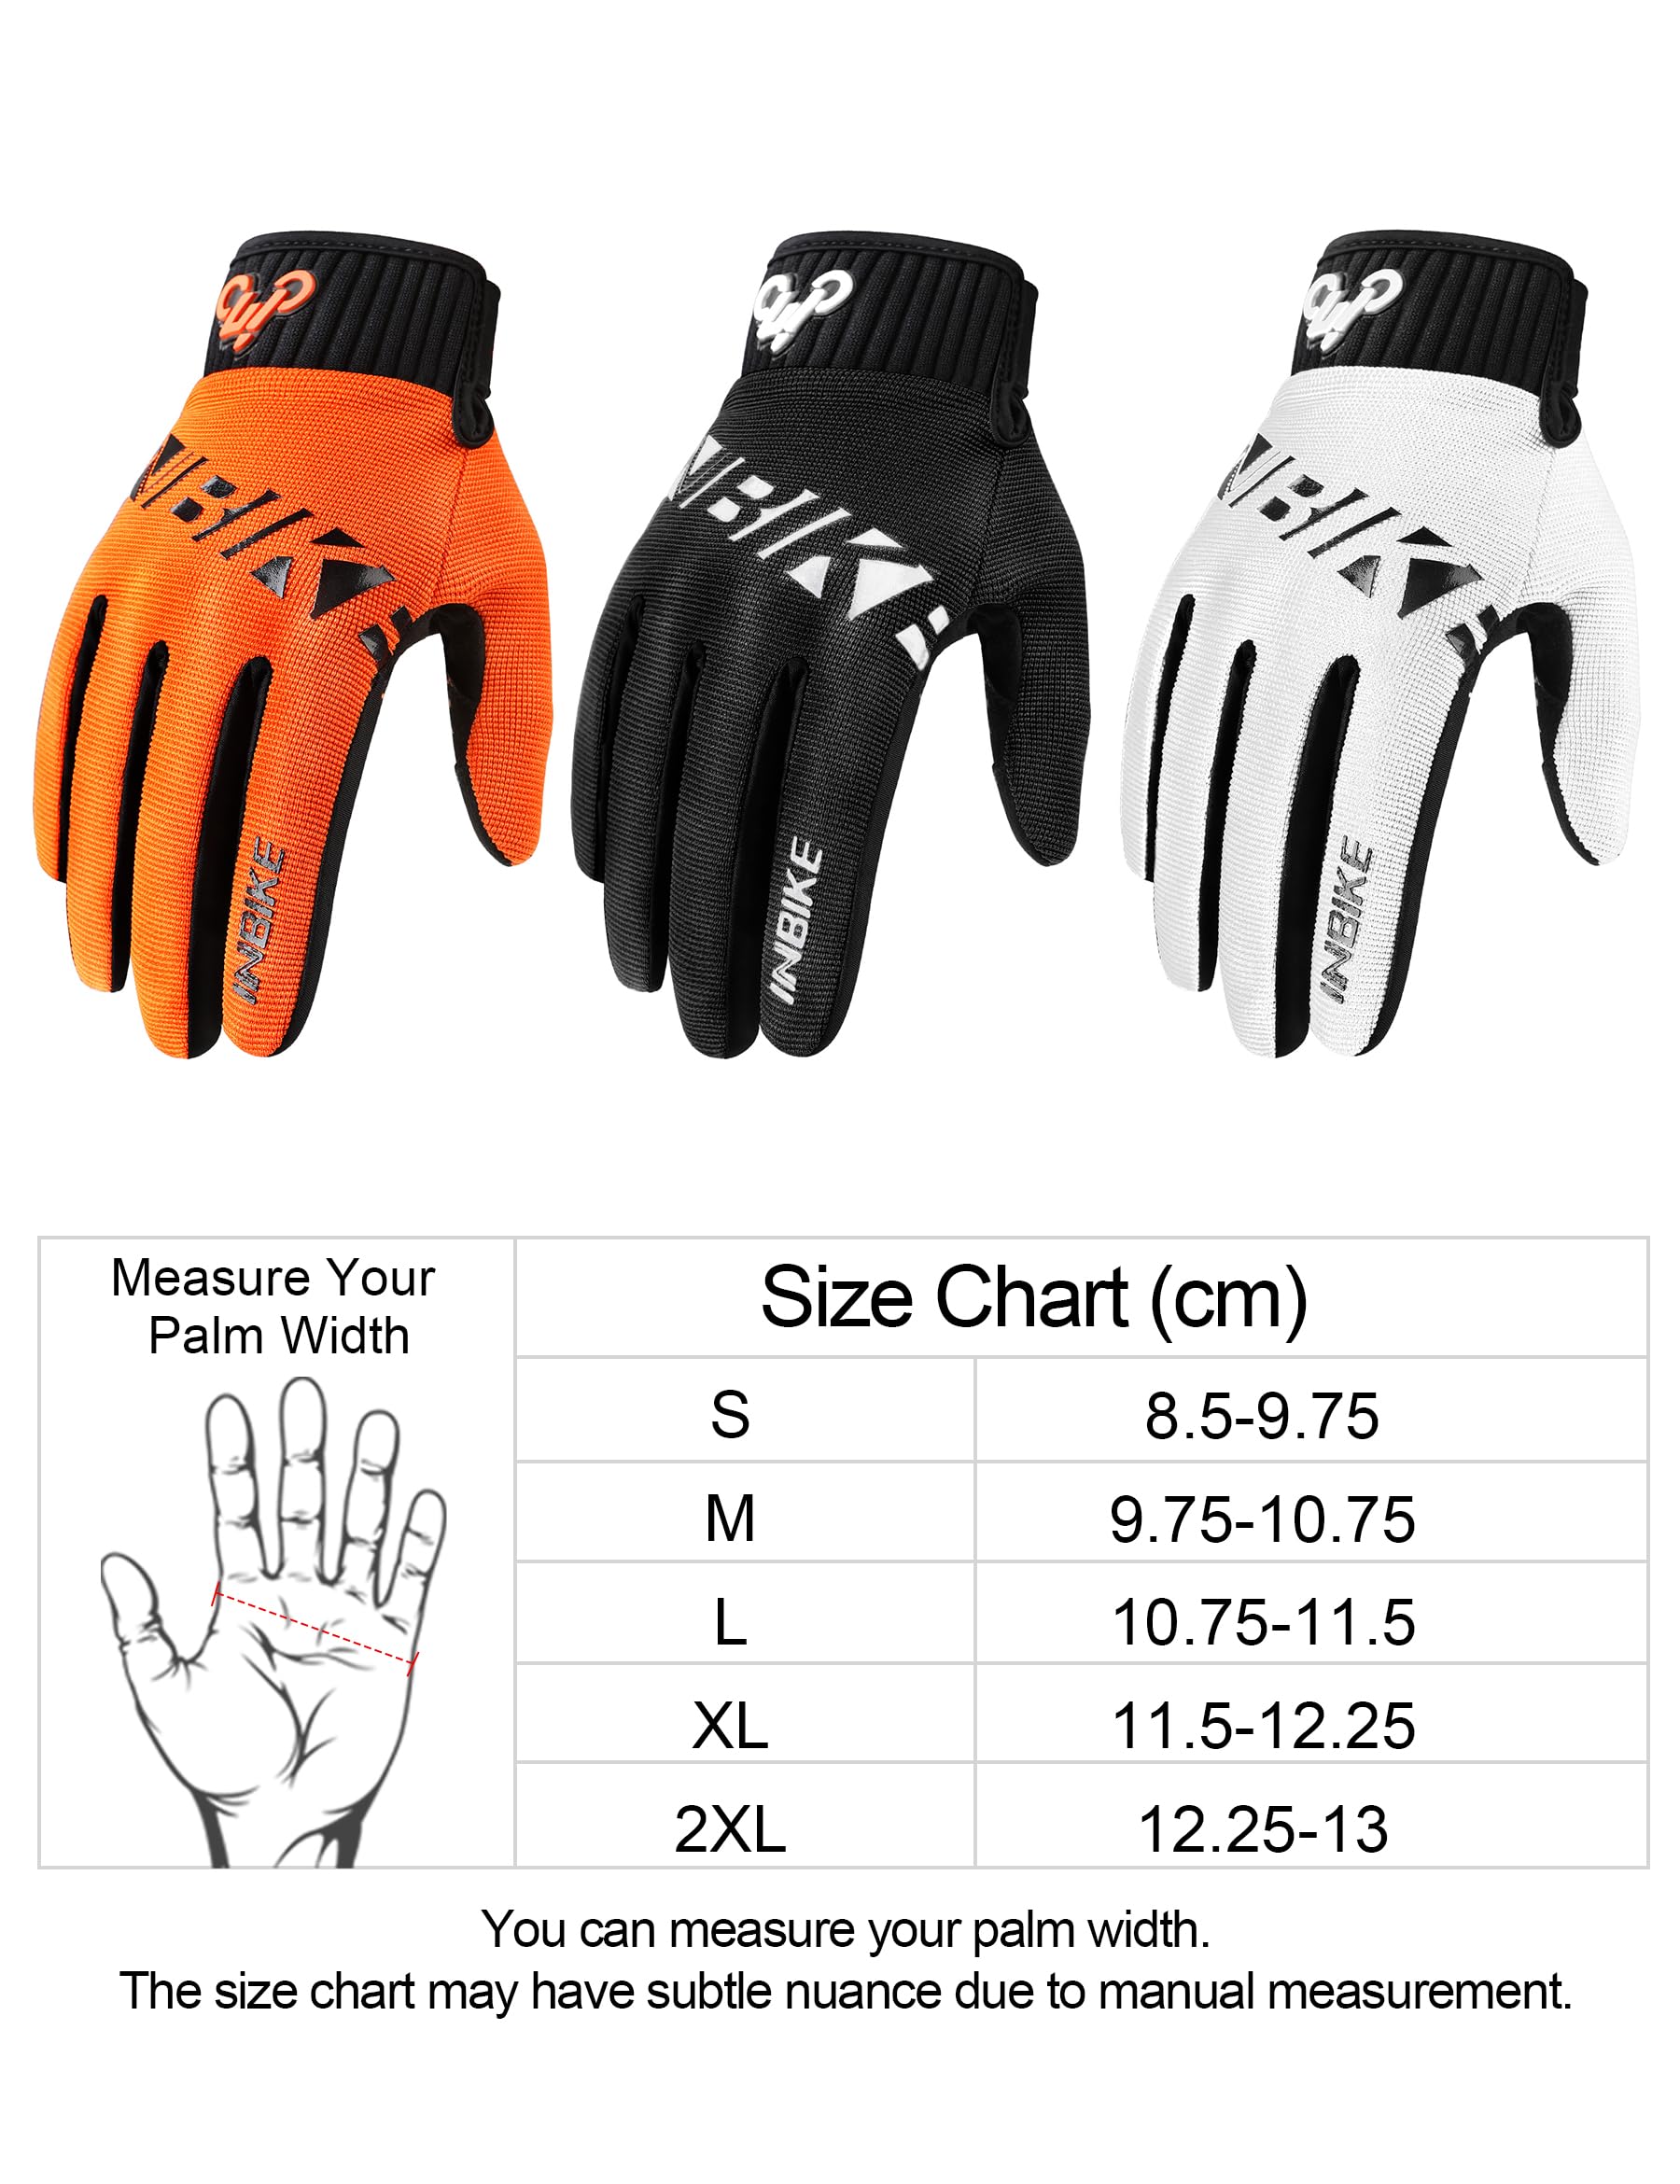 INBIKE
INBIKE
INBIKE
Measure Your
Palm Width
Size Chart (cm)
S 8.5-9.75
M 9.75-10.75
L 10.75-11.5
XL 11.5-12.25
2XL 12.25-13
You can measure your palm width.
The size chart may have subtle nuance due to manual measurement.